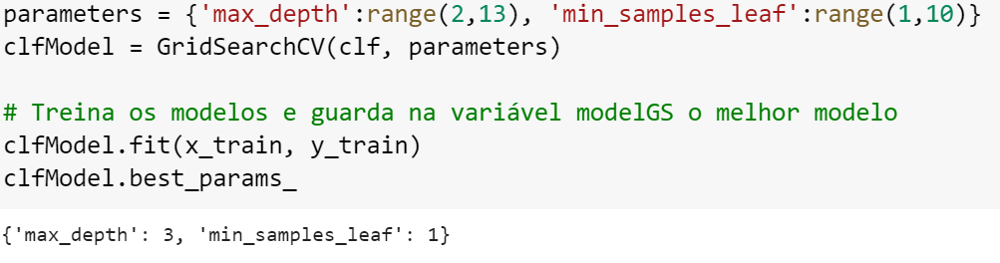 parameters = {'max_depth':range(2,13), 'min_samples_leaf':range(1,10)}
clfModel = GridSearchCV(clf, parameters)
# Treina os modelos e guarda na variável modelGS o melhor modelo
clfModel.fit(x_train, y_train)
clfModel.best_params_
{'max_depth': 3, 'min_samples_leaf': 1}